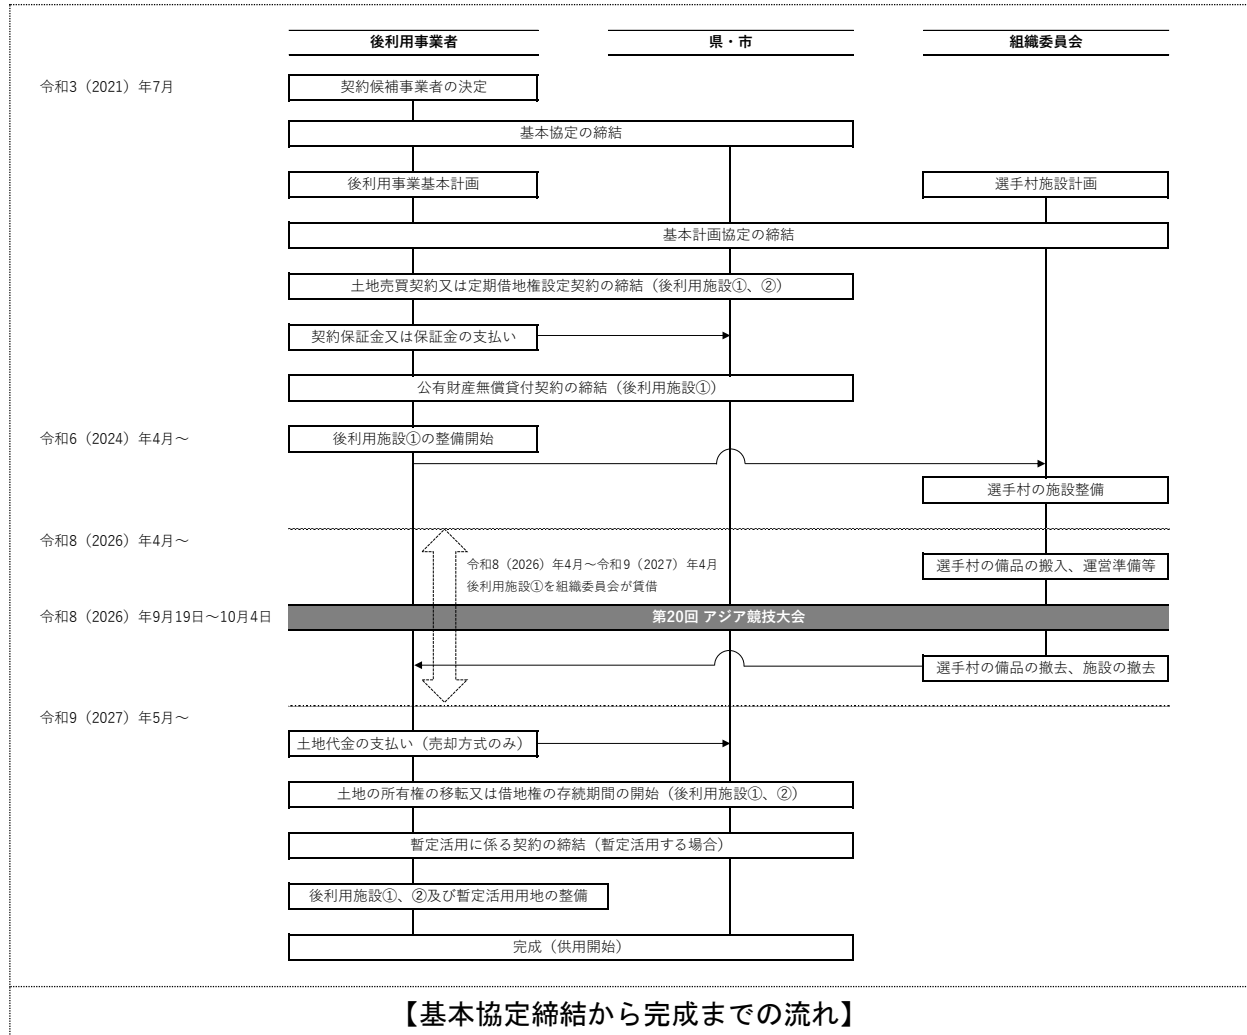 後利用事業者
県・市
組織委員会
令和3（2021）年7月
契約候補事業者の決定
基本協定の締結
後利用事業基本計画
選手村施設計画
基本計画協定の締結
土地売買契約又は定期借地権設定契約の締結（後利用施設①、②）
契約保証金又は保証金の支払い
公有財産無償貸付契約の締結（後利用施設①）
令和6（2024）年4月～
後利用施設①の整備開始
選手村の施設整備
令和8（2026）年4月～
令和8（2026）年4月～令和9（2027）年4月
後利用施設①を組織委員会が賃借
選手村の備品の搬入、運営準備等
令和8（2026）年9月19日～10月4日
第20回 アジア競技大会
選手村の備品の撤去、施設の撤去
令和9（2027）年5月～
土地代金の支払い（売却方式のみ）
土地の所有権の移転又は借地権の存続期間の開始（後利用施設①、②）
暫定活用に係る契約の締結（暫定活用する場合）
後利用施設①、②及び暫定活用用地の整備
完成（供用開始）
【基本協定締結から完成までの流れ】